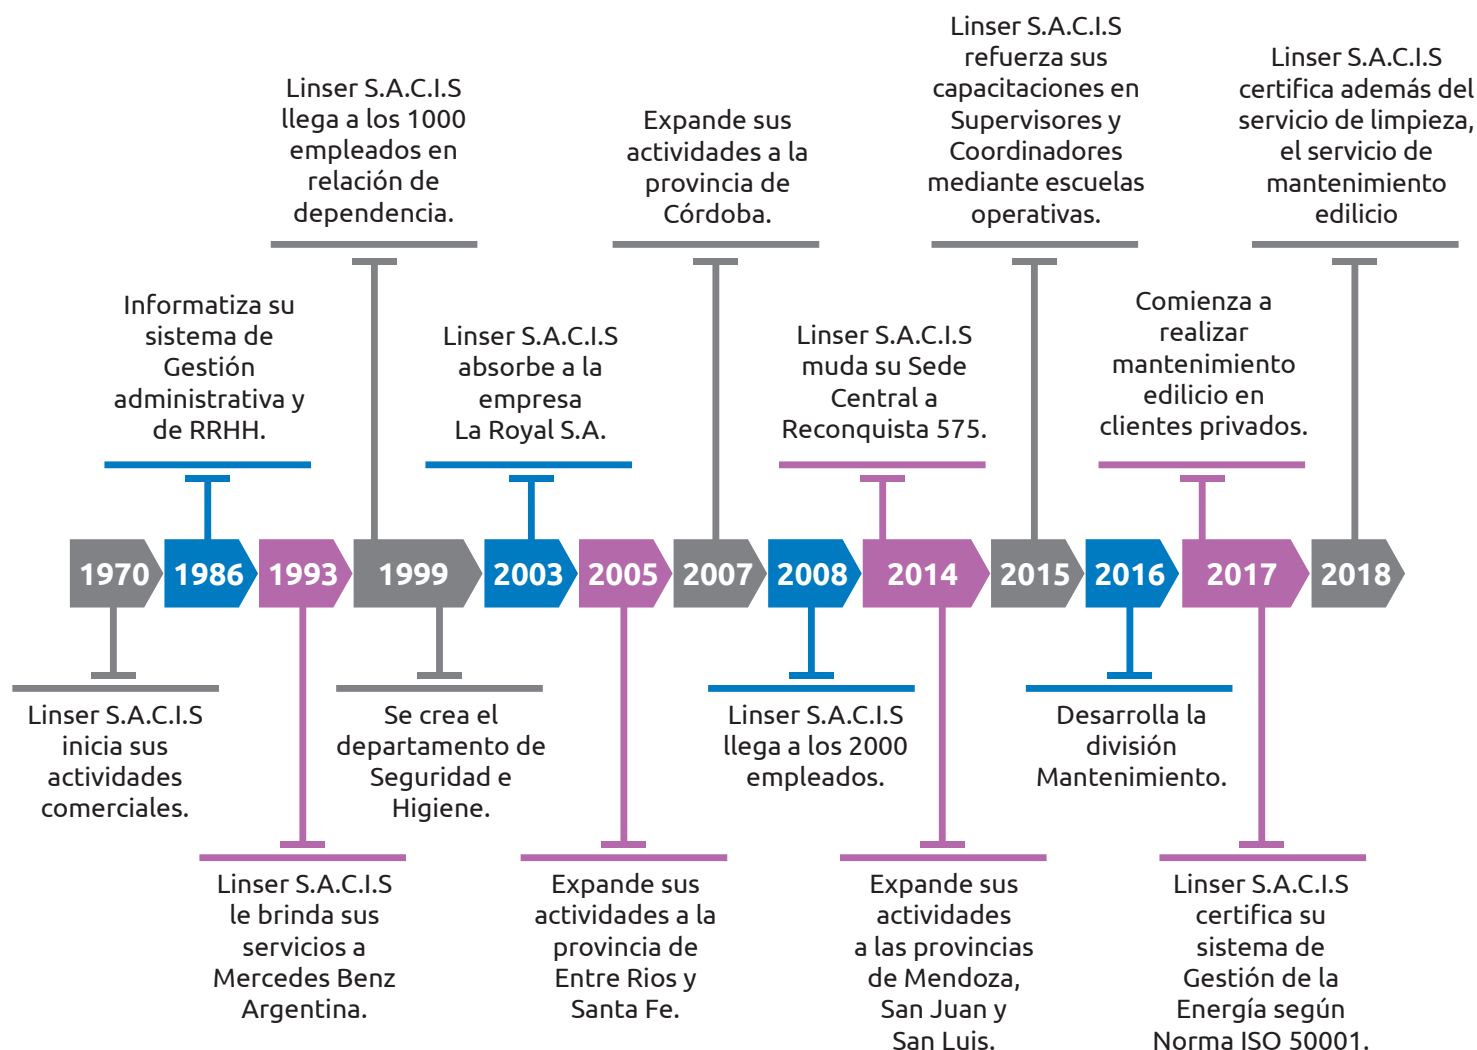 Linser S.A.C.I.S
llega a los 1000
empleados en
relación de
dependencia.
Expande sus
actividades a la
provincia de
Córdoba.
Linser S.A.C.I.S
refuerza sus
capacitaciones en
Supervisores y
Coordinadores
mediante escuelas
operativas.
Linser S.A.C.I.S
certifica además del
servicio de limpieza,
el servicio de
mantenimiento
edilicio
Informatiza su
sistema de
Gestión
administrativa y
de RRHH.
Linser S.A.C.I.S
absorbe a la
empresa
La Royal S.A.
Linser S.A.C.I.S
muda su Sede
Central a
Reconquista 575.
Comienza a
realizar
mantenimiento
edilicio en
clientes privados.
1970 1986 1993 1999 2003 2005 2007 2008 2014 2015 2016 2017 2018
Linser S.A.C.I.S
inicia sus
actividades
comerciales.
Se crea el
departamento de
Seguridad e
Higiene.
Linser S.A.C.I.S
llega a los 2000
empleados.
Desarrolla la
división
Mantenimiento.
Linser S.A.C.I.S
le brinda sus
servicios a
Mercedes Benz
Argentina.
Expande sus
actividades a la
provincia de
Entre Rios y
Santa Fe.
Expande sus
actividades
a las provincias
de Mendoza,
San Juan y
San Luis.
Linser S.A.C.I.S
certifica su
sistema de
Gestión de la
Energía según
Norma ISO 50001.